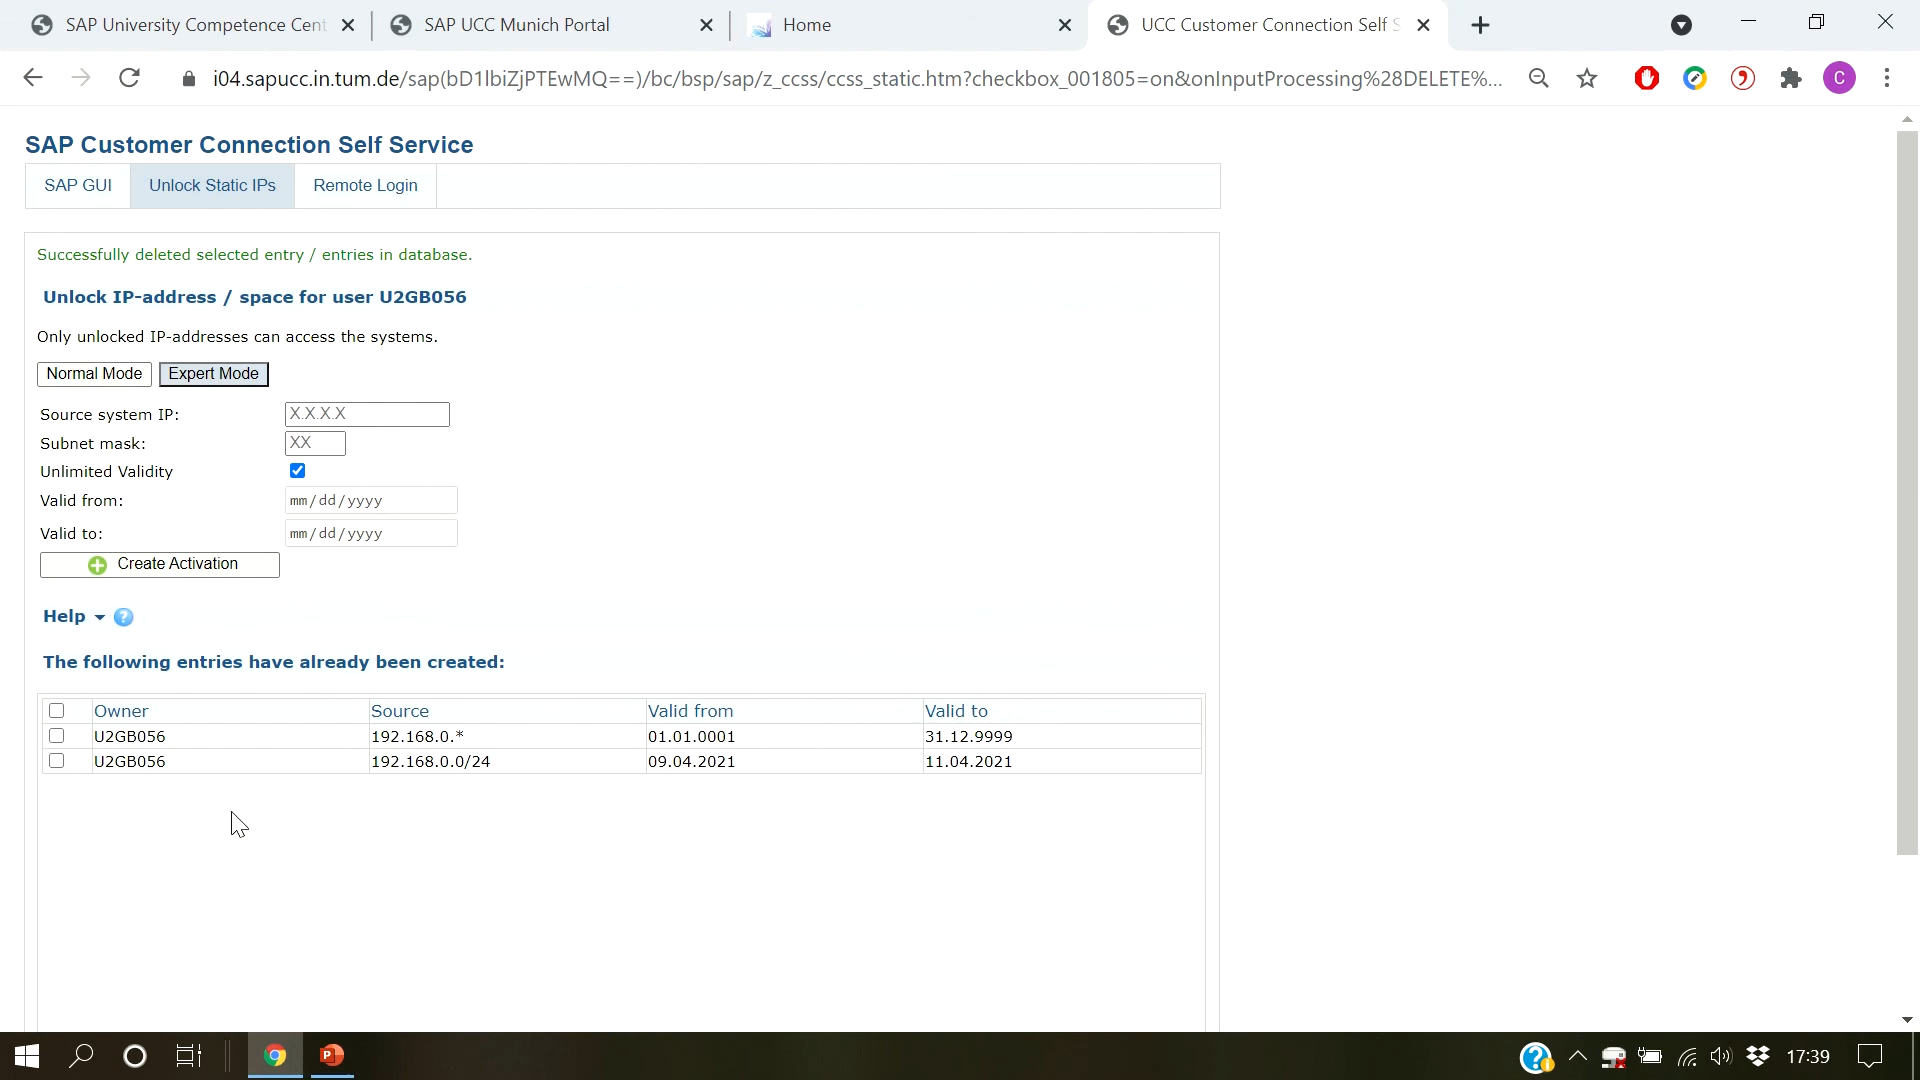 SAP University Competence Cent
SAP UCC Munich Portal
Home
UCC Customer Connection Self S
i04.sapucc.in.tum.de/sap(bD1lbiZjPTEwMQ==)/bc/bsp/sap/z_ccss/ccss_static.htm?checkbox_001805=on&onInputProcessing%28DELETE%...
C
SAP Customer Connection Self Service
SAP GUI
Unlock Static IPs
Remote Login
Successfully deleted selected entry / entries in database.
Unlock IP-address / space for user U2GB056
Only unlocked IP-addresses can access the systems.
Normal Mode
Expert Mode
Source system IP: X.X.X.X
Subnet mask: XX
Unlimited Validity
Valid from: mm/dd/yyyy
Valid to: mm/dd/yyyy
Create Activation
Help
The following entries have already been created:
Owner Source Valid from Valid to
U2GB056 192.168.0.* 01.01.0001 31.12.9999
U2GB056 192.168.0.0/24 09.04.2021 11.04.2021
17:39